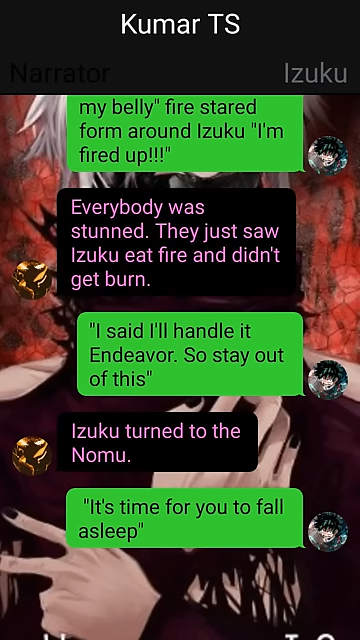 Kumar TS
Narrator
Izuku
my belly" fire stared
form around Izuku "I'm
fired up!!!"
Everybody was
stunned. They just saw
Izuku eat fire and didn't
get burn.
"I said I'll handle it
Endeavor. So stay out
of this"
Izuku turned to the
Nomu.
"It's time for you to fall
asleep"